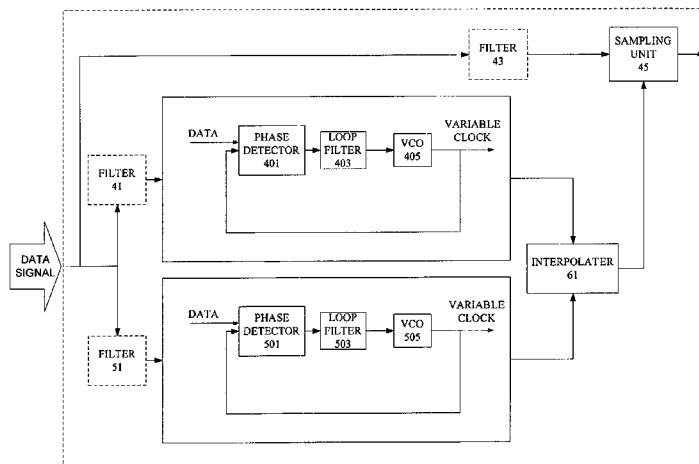 FILTER
43
SAMPLING
UNIT
45
DATA
PHASE
DETECTOR
401
LOOP
FILTER
403
VCO
405
VARIABLE
CLOCK
FILTER
41
DATA
SIGNAL
INTERPOLATER
61
DATA
PHASE
DETECTOR
501
LOOP
FILTER
503
VCO
505
VARIABLE
CLOCK
FILTER
51